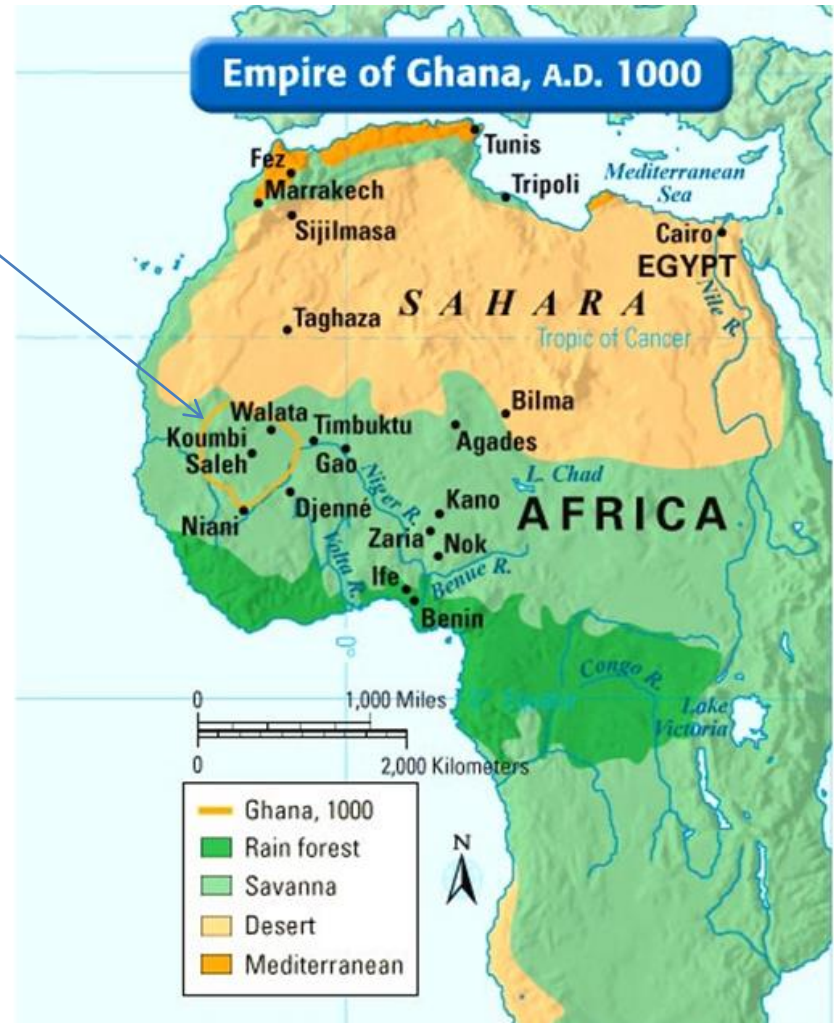 Empire of Ghana, A.D. 1000
Tunis
Fez
Mediterranean
Sea
Marrakech
Tripoli
Sijilmasa
Cairo
EGYPT
Nile R.
SAHARA
Taghaza
Tropic of Cancer
Walata
Bilma
Koumbi
Saleh
Timbuktu
Agades
Gao
L. Chad
Niger R.
Djenné
Kano
AFRICA
Niani
Zaria
Nok
Volta R.
Ife
Benue R.
Benin
Congo R.
0
1,000 Miles
Lake
Victoria
0
2,000 Kilometers
Ghana, 1000
N
Rain forest
Savanna
Desert
Mediterranean